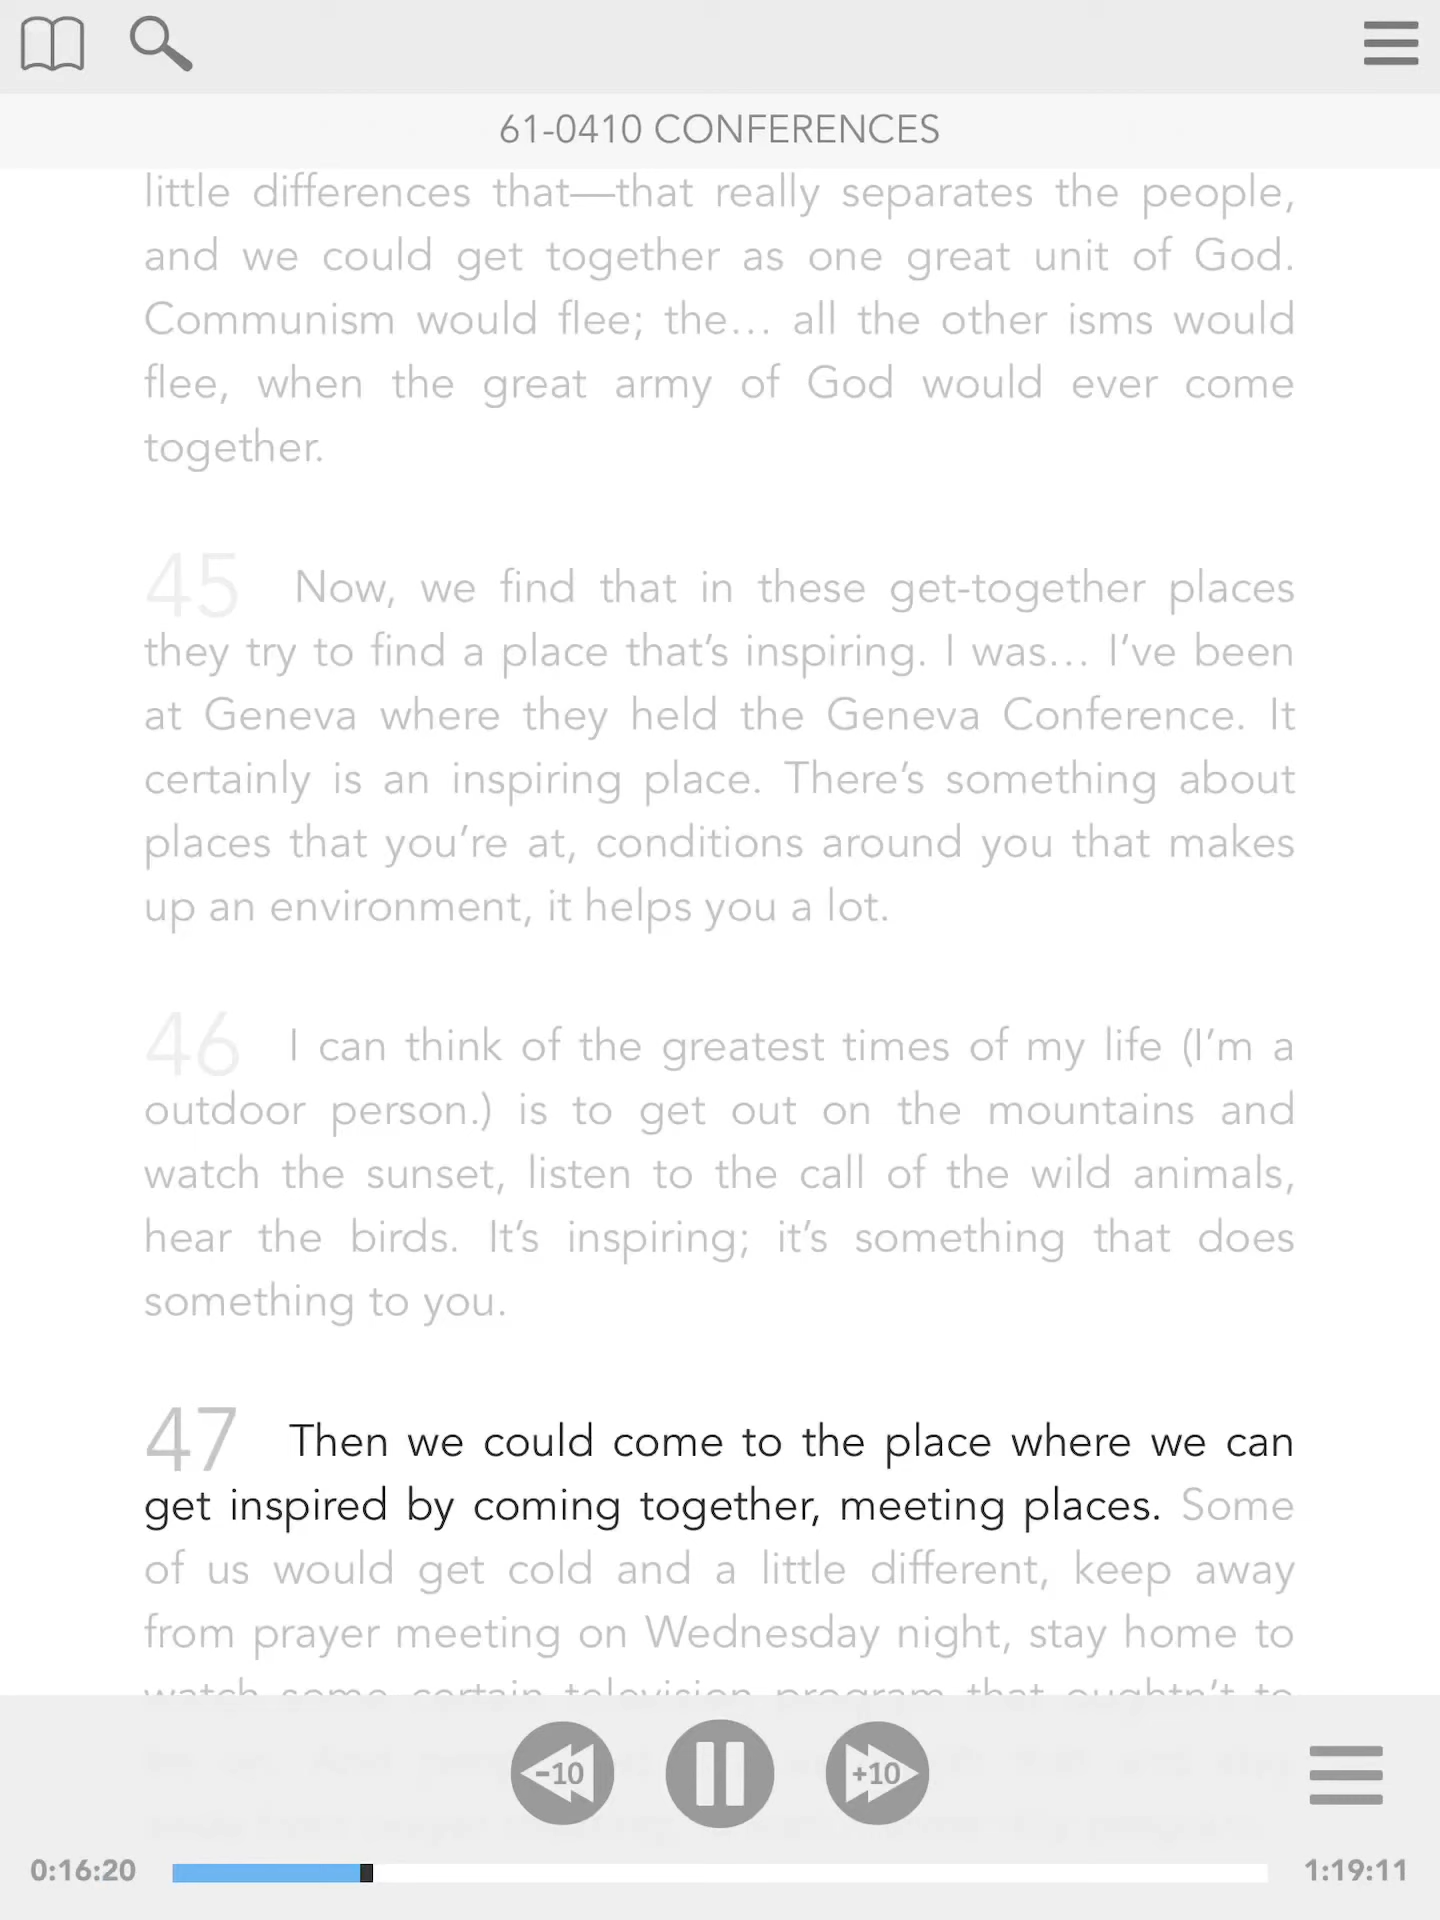 61-0410 CONFERENCES
little differences that—that really separates the people,
and we could get together as one great unit of God.
Communism would flee; the… all the other isms would
flee, when the great army of God would ever come
together.
45 Now, we find that in these get-together places
they try to find a place that’s inspiring. I was… I’ve been
at Geneva where they held the Geneva Conference. It
certainly is an inspiring place. There’s something about
places that you’re at, conditions around you that makes
up an environment, it helps you a lot.
46 I can think of the greatest times of my life (I’m a
outdoor person.) is to get out on the mountains and
watch the sunset, listen to the call of the wild animals,
hear the birds. It’s inspiring; it’s something that does
something to you.
47 Then we could come to the place where we can
get inspired by coming together, meeting places. Some
of us would get cold and a little different, keep away
from prayer meeting on Wednesday night, stay home to
watch some certain television program that oughtn’t to
-10 +10
0:16:20 1:19:11